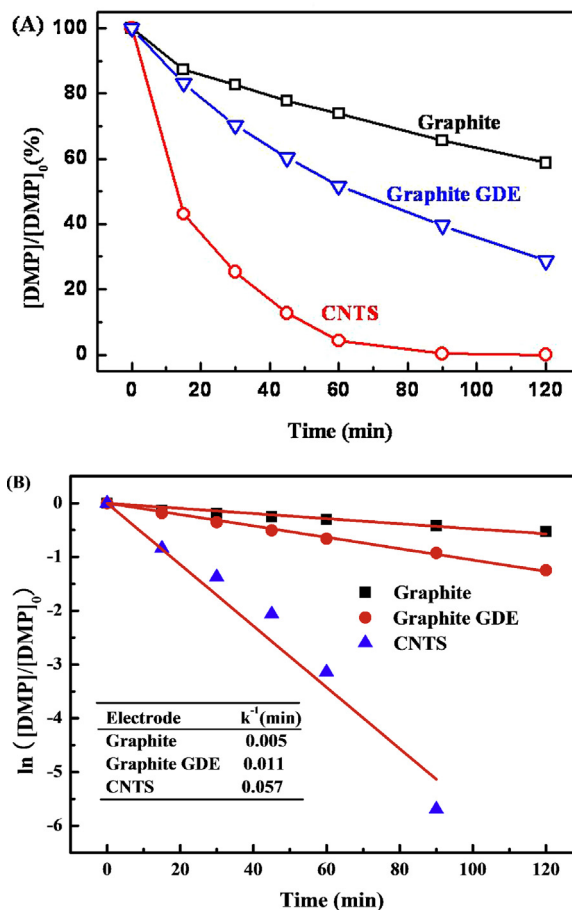 (A)
100
80
60
40
20
0
[DMP]/[DMP]0(%)
Graphite
Graphite GDE
CNTS
0 20 40 60 80 100 120
Time (min)
(B)
0
-1
-2
-3
-4
-5
-6
ln ([DMP]/[DMP]0)
Graphite
Graphite GDE
CNTS
Electrode k-1(min)
Graphite 0.005
Graphite GDE 0.011
CNTS 0.057
0 20 40 60 80 100 120
Time (min)